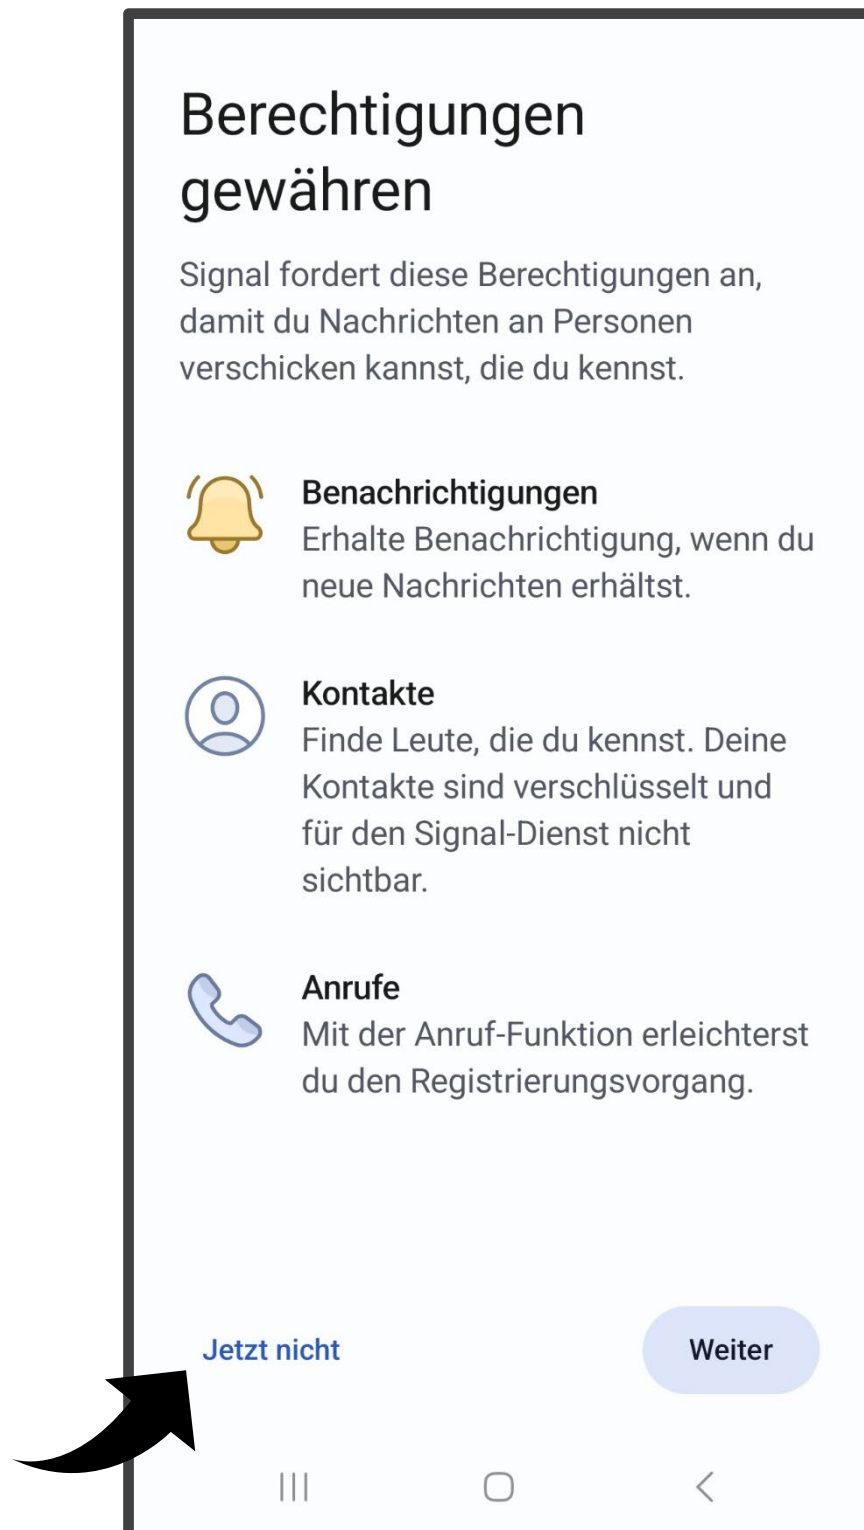 Berechtigungen
gewähren
Signal fordert diese Berechtigungen an,
damit du Nachrichten an Personen
verschicken kannst, die du kennst.
Benachrichtigungen
Erhalte Benachrichtigung, wenn du
neue Nachrichten erhältst.
Kontakte
Finde Leute, die du kennst. Deine
Kontakte sind verschlüsselt und
für den Signal-Dienst nicht
sichtbar.
Anrufe
Mit der Anruf-Funktion erleichterst
du den Registrierungsvorgang.
Jetzt nicht
Weiter